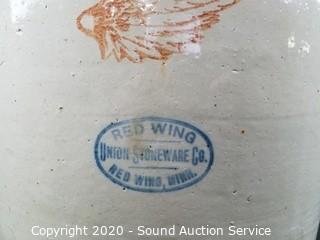 RED WING
UNION STONEWARE CO.
RED WING, MINN.
Copyright 2020 - Sound Auction Service